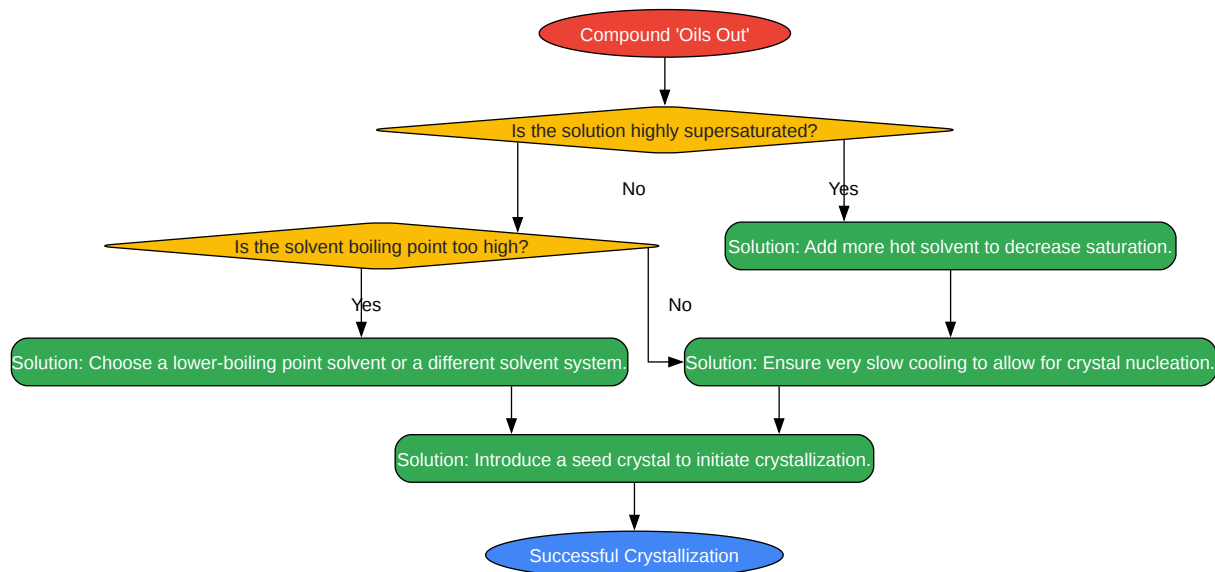 Compound 'Oils Out'
Is the solution highly supersaturated?
No
Yes
Is the solvent boiling point too high?
Solution: Add more hot solvent to decrease saturation.
Yes
No
Solution: Choose a lower-boiling point solvent or a different solvent system.
Solution: Ensure very slow cooling to allow for crystal nucleation.
Solution: Introduce a seed crystal to initiate crystallization.
Successful Crystallization